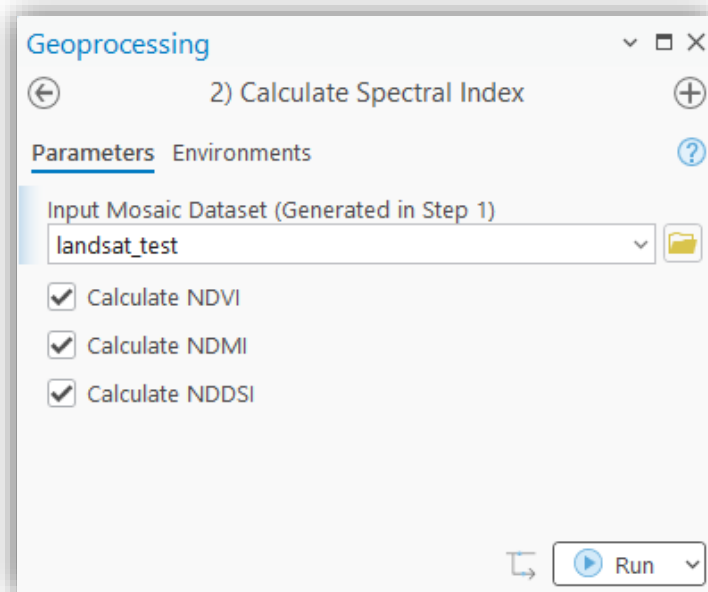 Geoprocessing
2) Calculate Spectral Index
Parameters Environments
Input Mosaic Dataset (Generated in Step 1)
landsat_test
Calculate NDVI
Calculate NDMI
Calculate NDDSI
Run